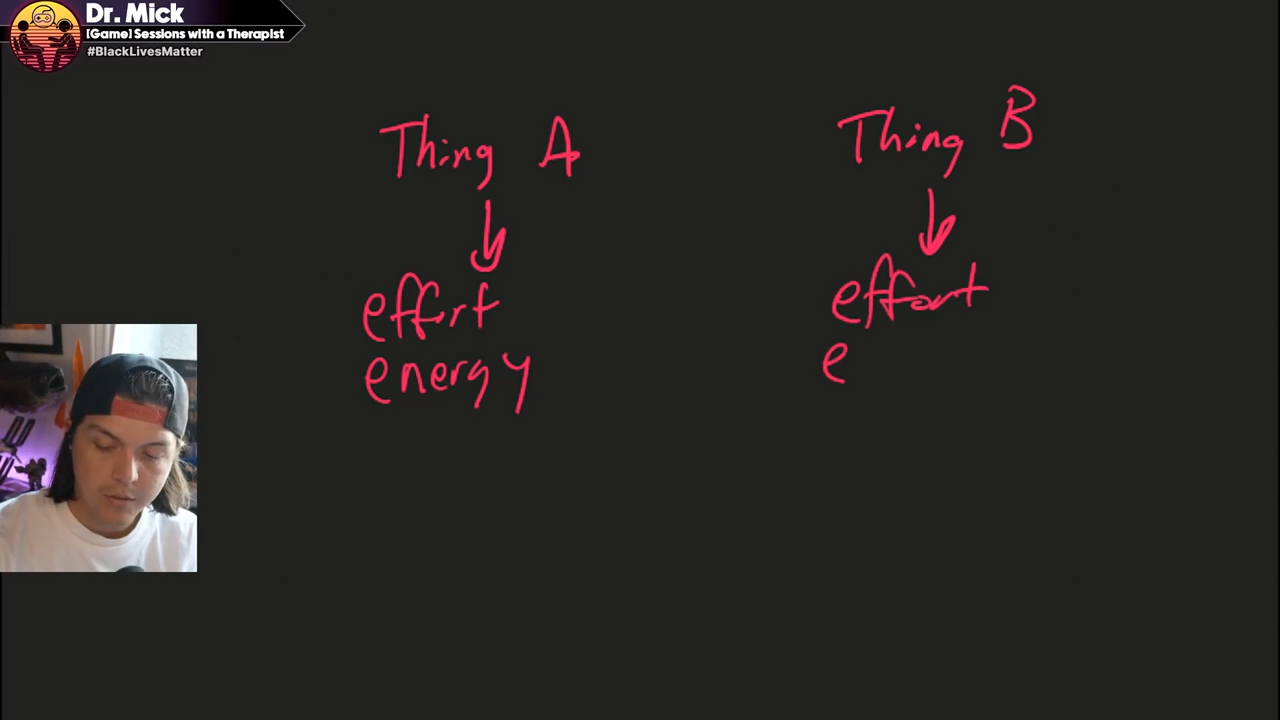 Dr. Mick
[Game] Sessions with a Therapist
#BlackLivesMatter
Thing A
Thing B
effort
effort
energy
e